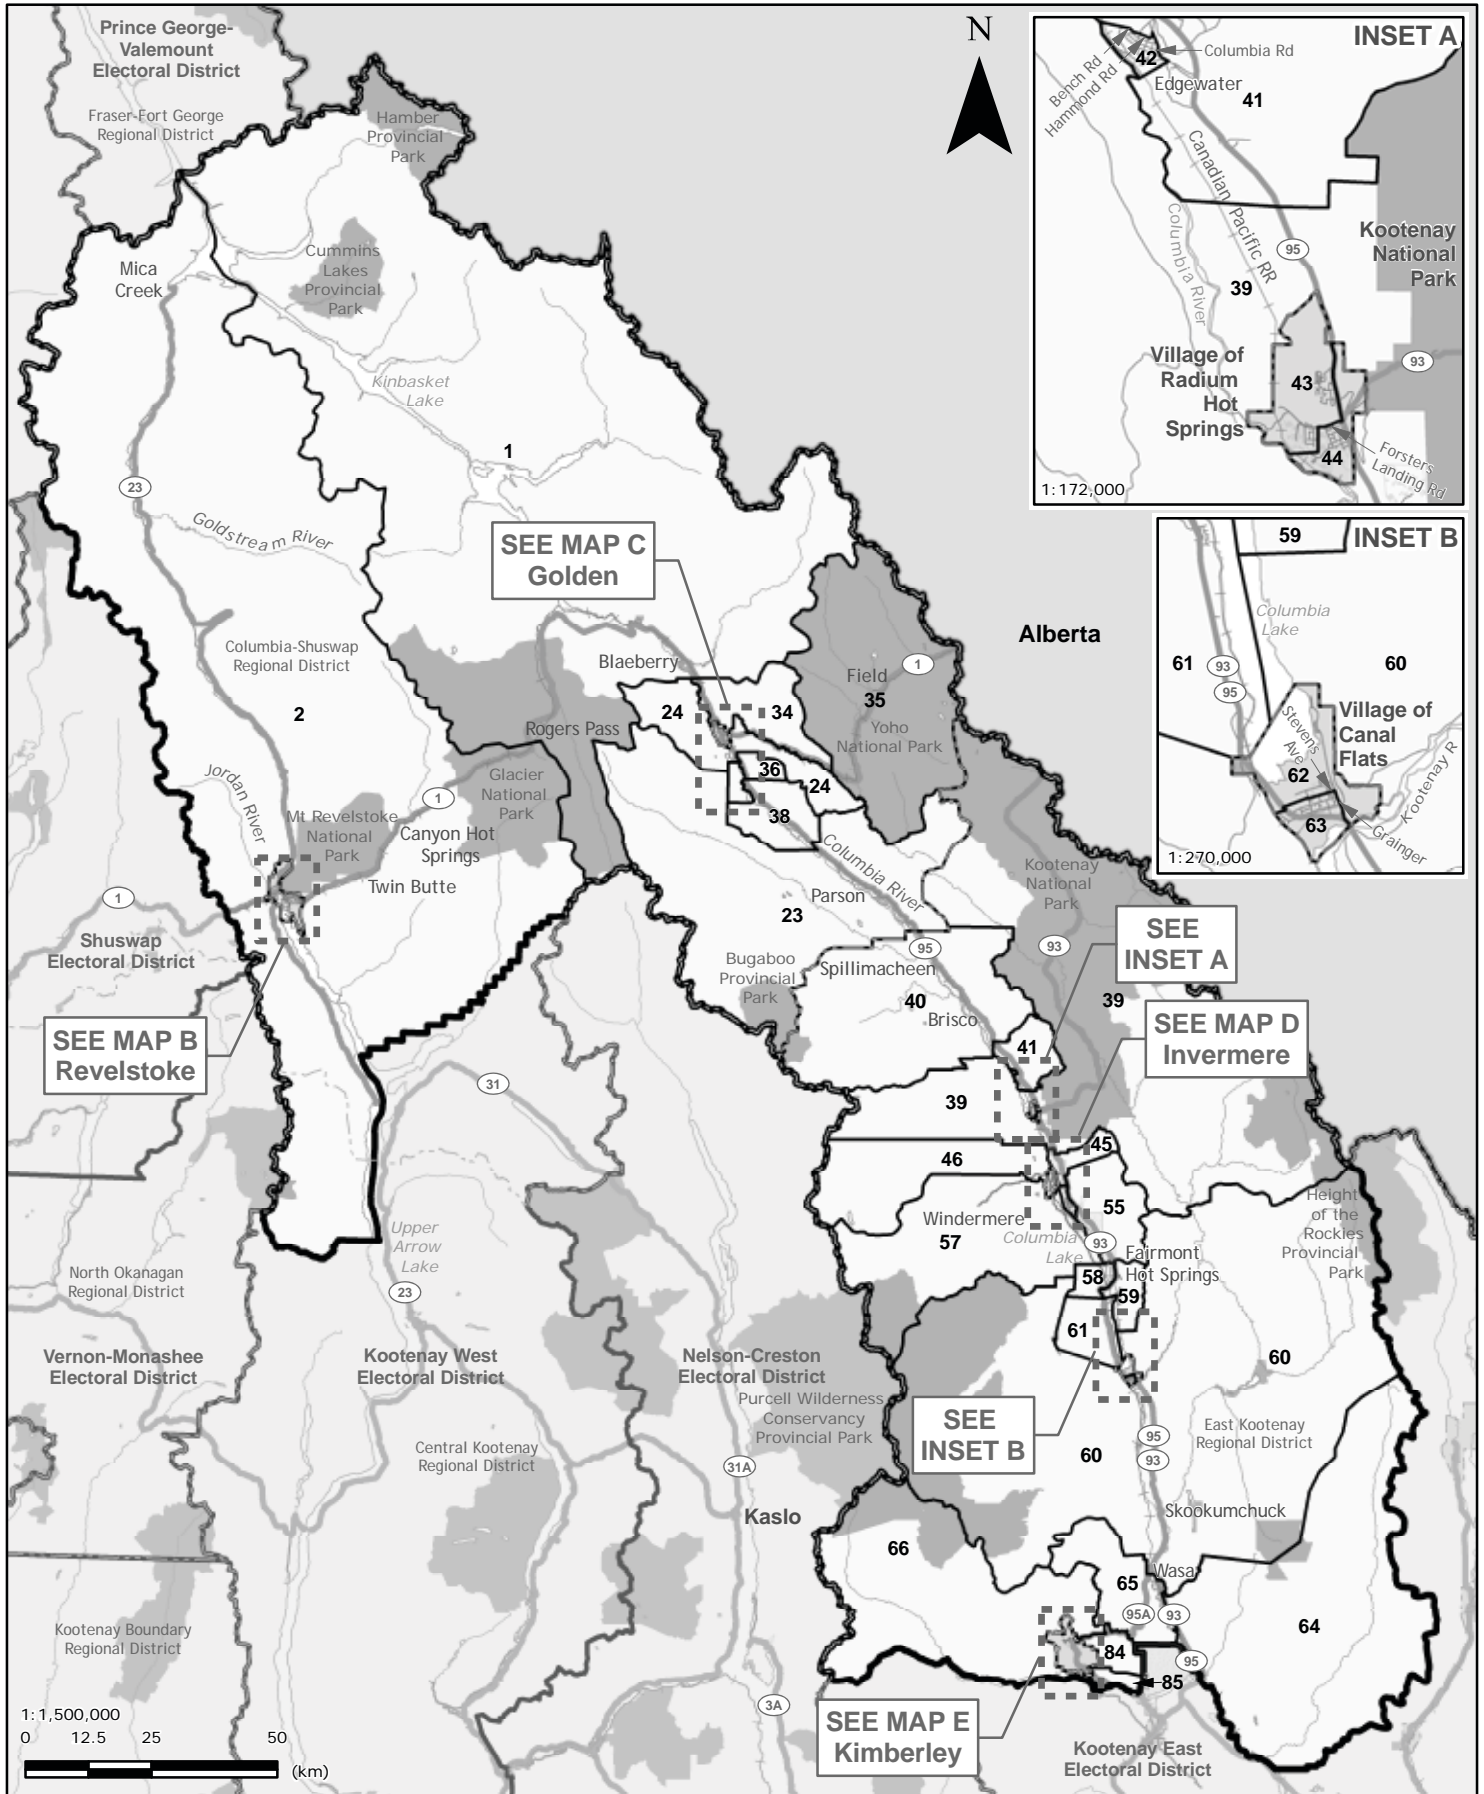 Prince George-
Valemount
Electoral District
Fraser-Fort George
Regional District
Hamber
Provincial
Park
N
INSET A
Bench Rd
Hammond Rd
42
Columbia Rd
Edgewater
41
Canadian Pacific RR
Columbia River
95
39
Kootenay
National
Park
Village of
Radium
Hot
Springs
43
93
44
Forsters
Landing Rd
1:172,000
Mica
Creek
Cummins
Lakes
Provincial
Park
Kinbasket
Lake
1
23
Goldstream River
SEE MAP C
Golden
INSET B
59
Columbia
Lake
61
93
95
60
Village of
Canal
Flats
Stevens
Ave
62
63
Grainger
Kootenay R
1:270,000
Alberta
Columbia-Shuswap
Regional District
2
Blaeberry
Field
35
1
Yoho
National Park
24
34
Rogers Pass
36
24
38
Jordan River
Glacier
National
Park
1
Mt Revelstoke
National
Park
Canyon Hot
Springs
Twin Butte
Columbia River
Parson
23
Kootenay
National
Park
1
Shuswap
Electoral District
SEE
INSET A
95
93
Bugaboo
Provincial
Park
Spillimacheen
40
Brisco
39
SEE MAP D
Invermere
41
SEE MAP B
Revelstoke
31
39
45
46
55
Windermere
57
Columbia
Lake
93
Fairmont
Hot Springs
Height
of the
Rockies
Provincial
Park
Upper
Arrow
Lake
58
59
North Okanagan
Regional District
23
61
60
Vernon-Monashee
Electoral District
Kootenay West
Electoral District
Nelson-Creston
Electoral District
Purcell Wilderness
Conservancy
Provincial Park
SEE
INSET B
60
95
93
East Kootenay
Regional District
Central Kootenay
Regional District
31A
Kaslo
Skookumchuck
66
Wasa
65
95A
93
64
Kootenay Boundary
Regional District
84
95
85
3A
SEE MAP E
Kimberley
Kootenay East
Electoral District
1:1,500,000
0 12.5 25 50
(km)